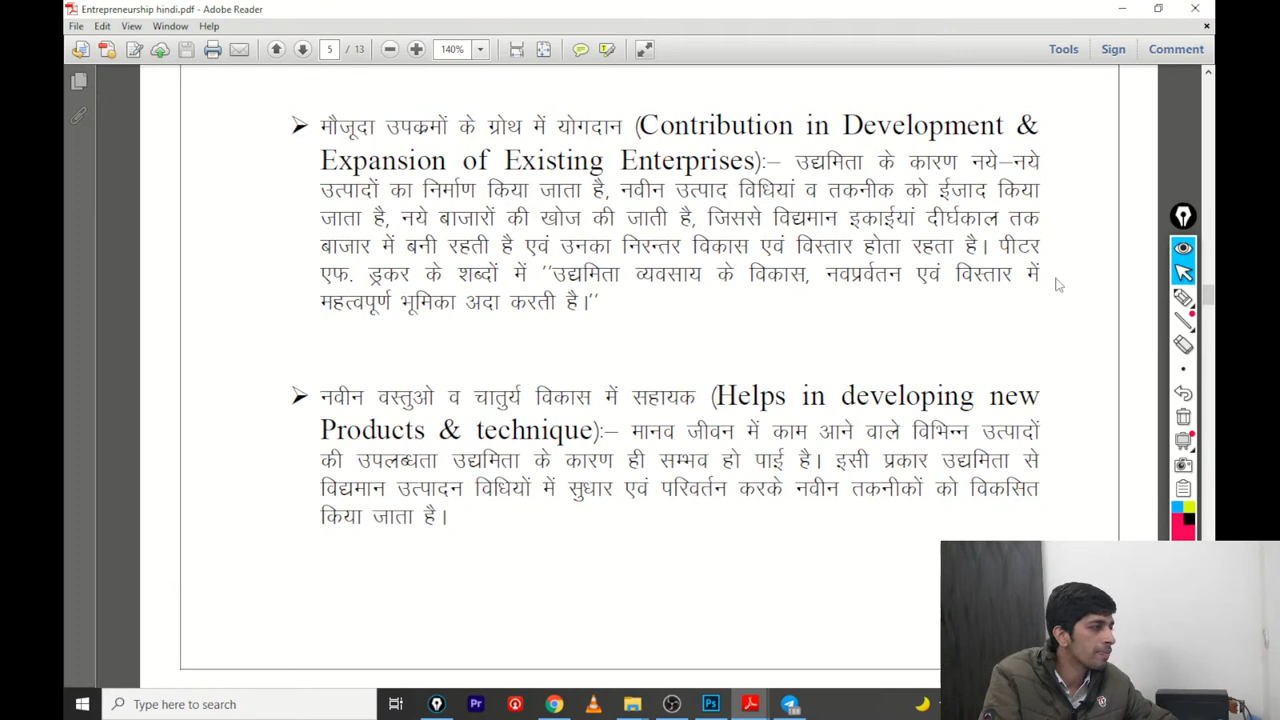 Entrepreneurship hindi.pdf - Adobe Reader
File Edit View Window Help
5 / 13 140% Tools Sign Comment
➢ मौजूदा उपक्रमों के ग्रोथ में योगदान (Contribution in Development &
Expansion of Existing Enterprises):– उद्यमिता के कारण नये–नये
उत्पादों का निर्माण किया जाता है, नवीन उत्पाद विधियां व तकनीक को ईजाद किया
जाता है, नये बाजारों की खोज की जाती है, जिससे विद्यमान इकाईयां दीर्घकाल तक
बाजार में बनी रहती है एवं उनका निरन्तर विकास एवं विस्तार होता रहता है। पीटर
एफ. ड्रकर के शब्दों में ''उद्यमिता व्यवसाय के विकास, नवप्रर्वतन एवं विस्तार में
महत्वपूर्ण भूमिका अदा करती है।''
➢ नवीन वस्तुओ व चातुर्य विकास में सहायक (Helps in developing new
Products & technique):– मानव जीवन में काम आने वाले विभिन्न उत्पादों
की उपलब्धता उद्यमिता के कारण ही सम्भव हो पाई है। इसी प्रकार उद्यमिता से
विद्यमान उत्पादन विधियों में सुधार एवं परिवर्तन करके नवीन तकनीकों को विकसित
किया जाता है।
Type here to search Pr Ps